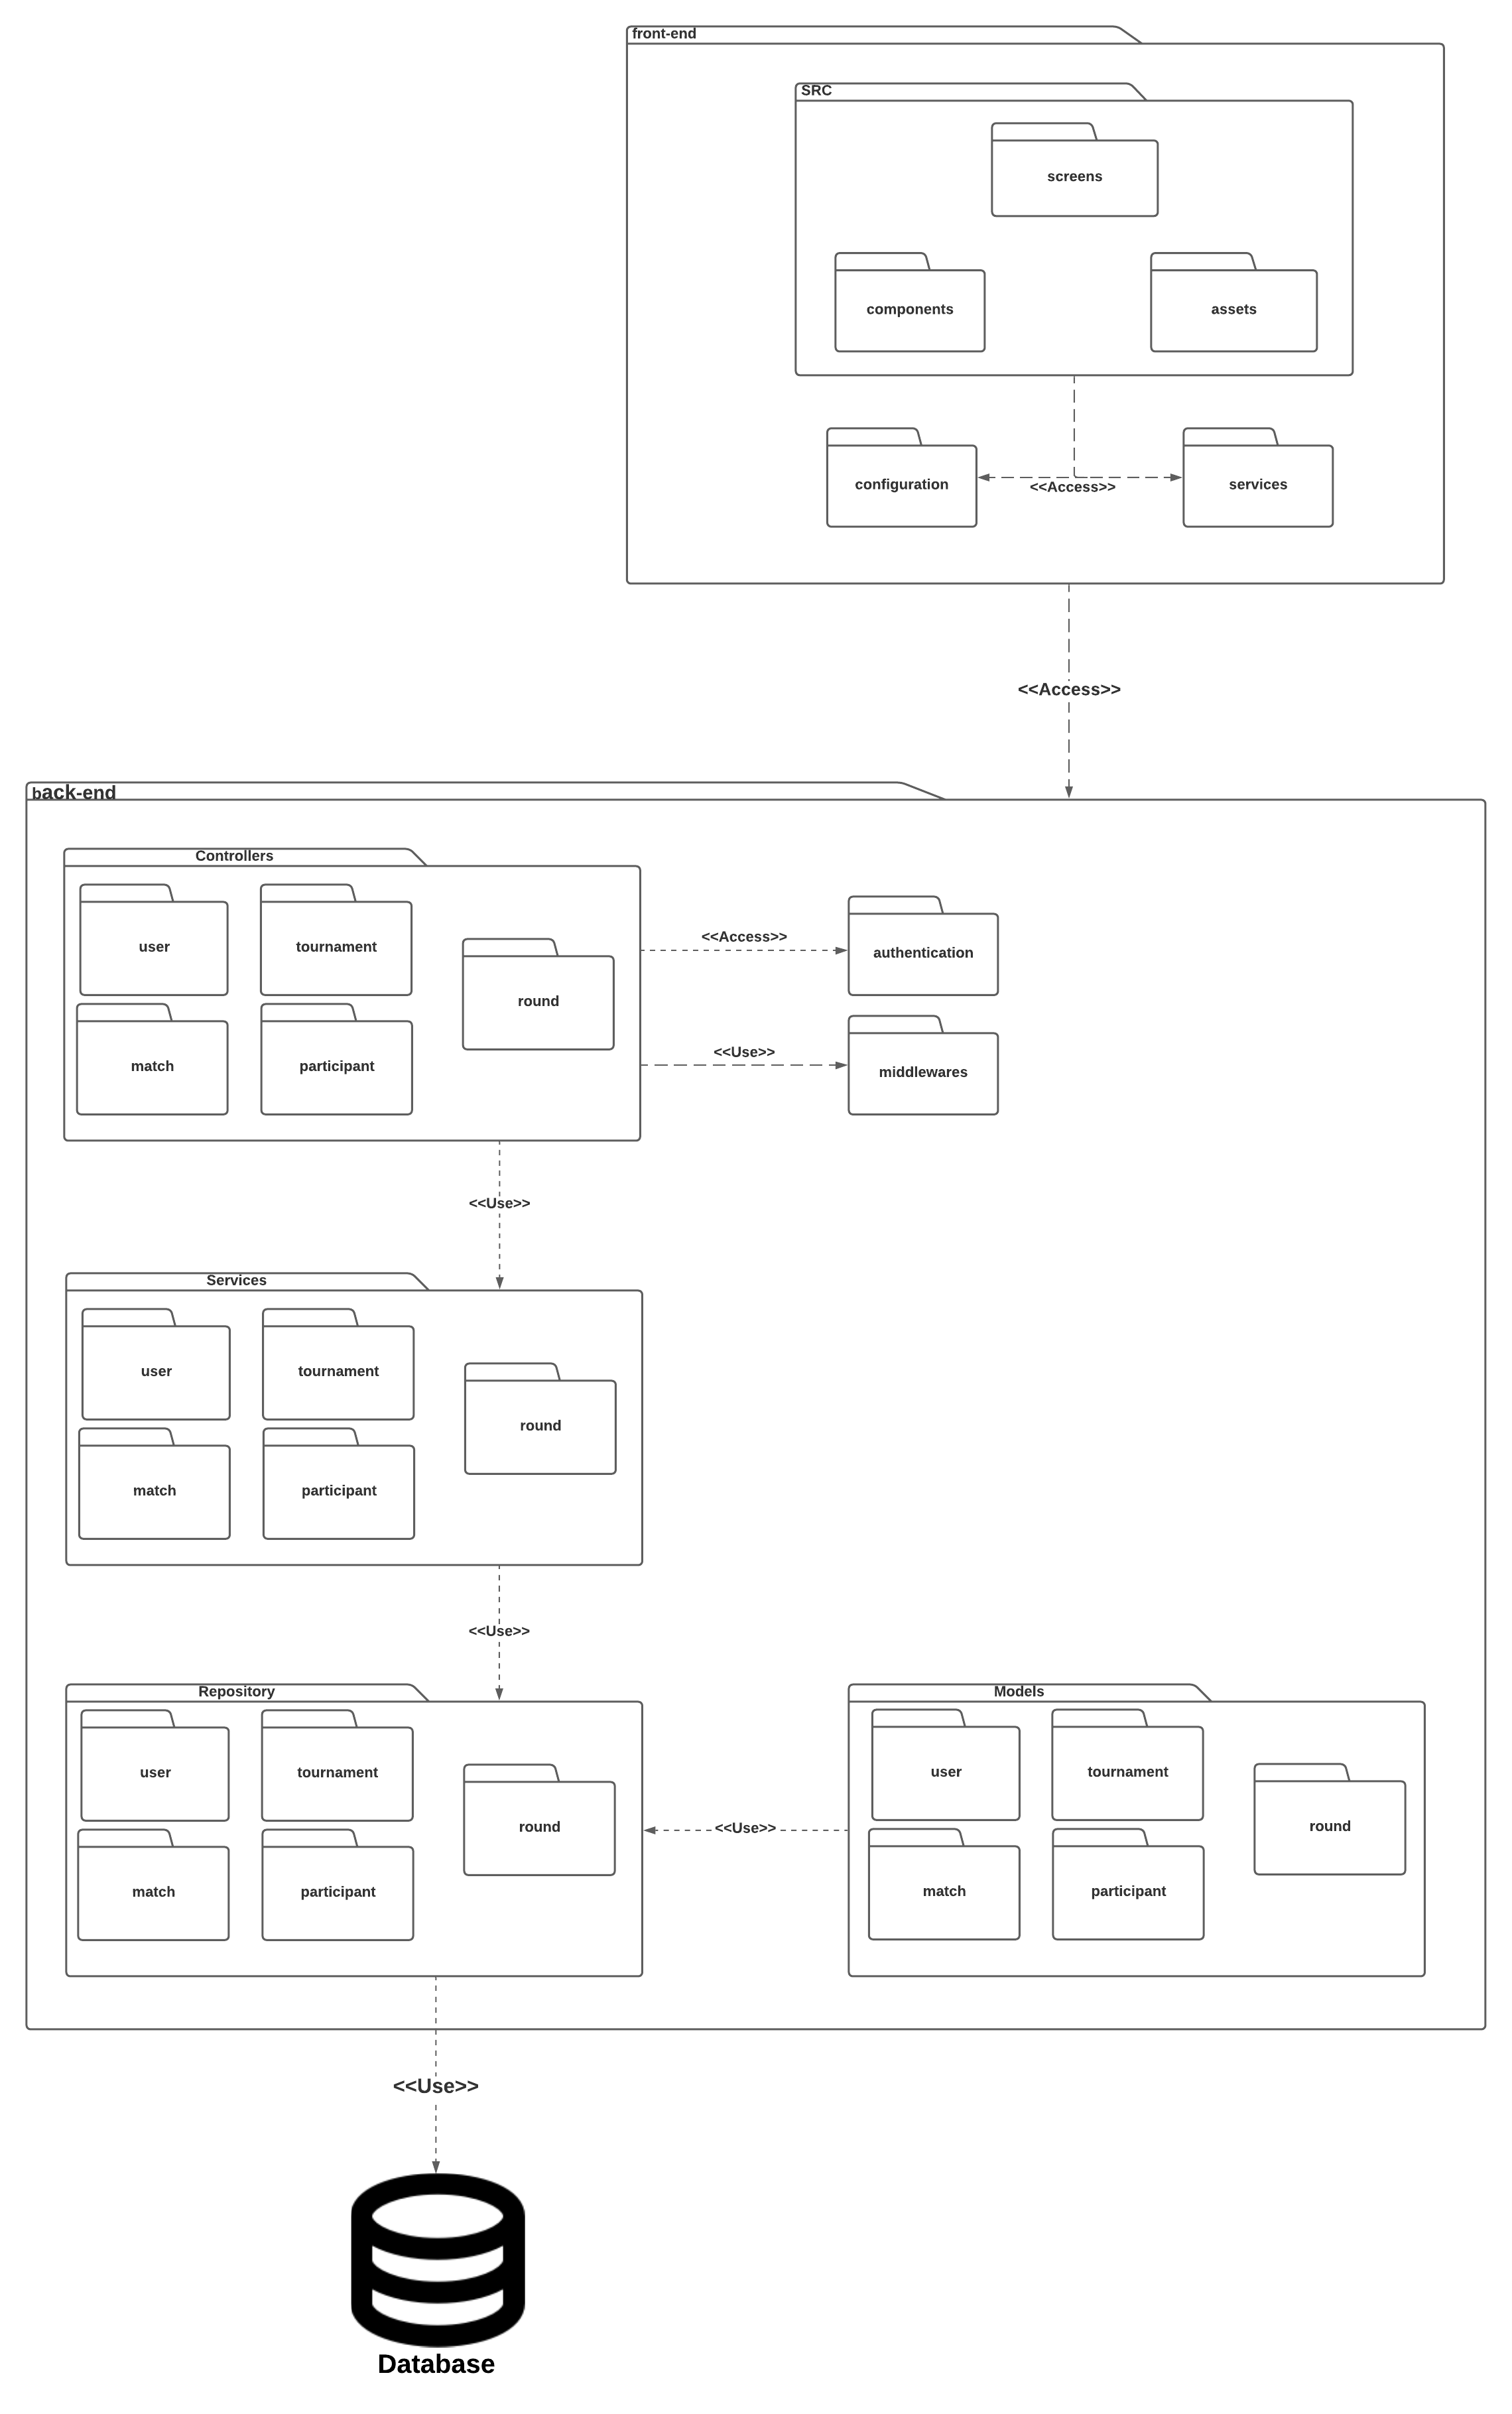 front-end
SRC
screens
components
assets
configuration
<<Access>>
services
<<Access>>
back-end
Controllers
user
tournament
round
match
participant
<<Access>>
authentication
<<Use>>
middlewares
<<Use>>
Services
user
tournament
round
match
participant
<<Use>>
Repository
user
tournament
round
match
participant
<<Use>>
Models
user
tournament
round
match
participant
<<Use>>
Database